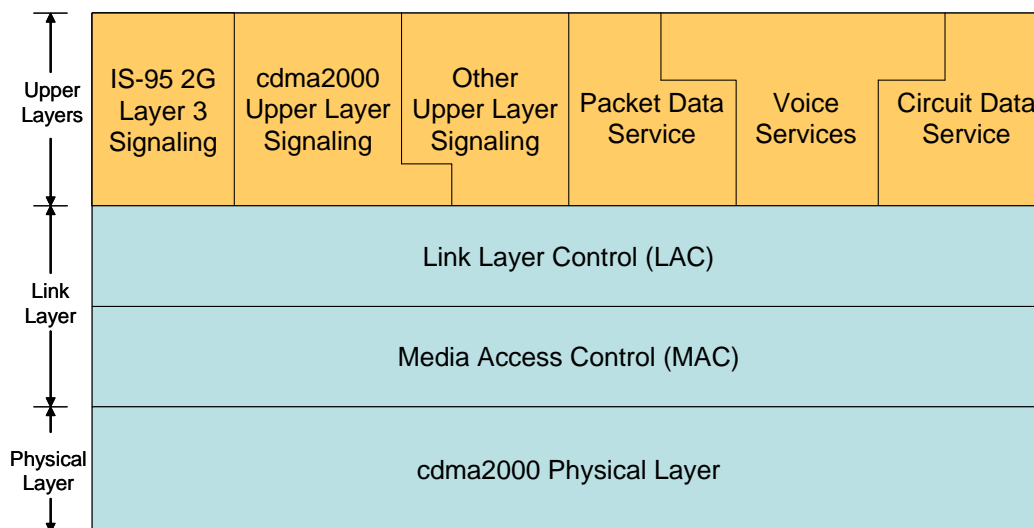 Upper
Layers
IS-95 2G
Layer 3
Signaling
cdma2000
Upper Layer
Signaling
Other
Upper Layer
Signaling
Packet Data
Service
Voice
Services
Circuit Data
Service
Link
Layer
Link Layer Control (LAC)
Media Access Control (MAC)
Physical
Layer
cdma2000 Physical Layer